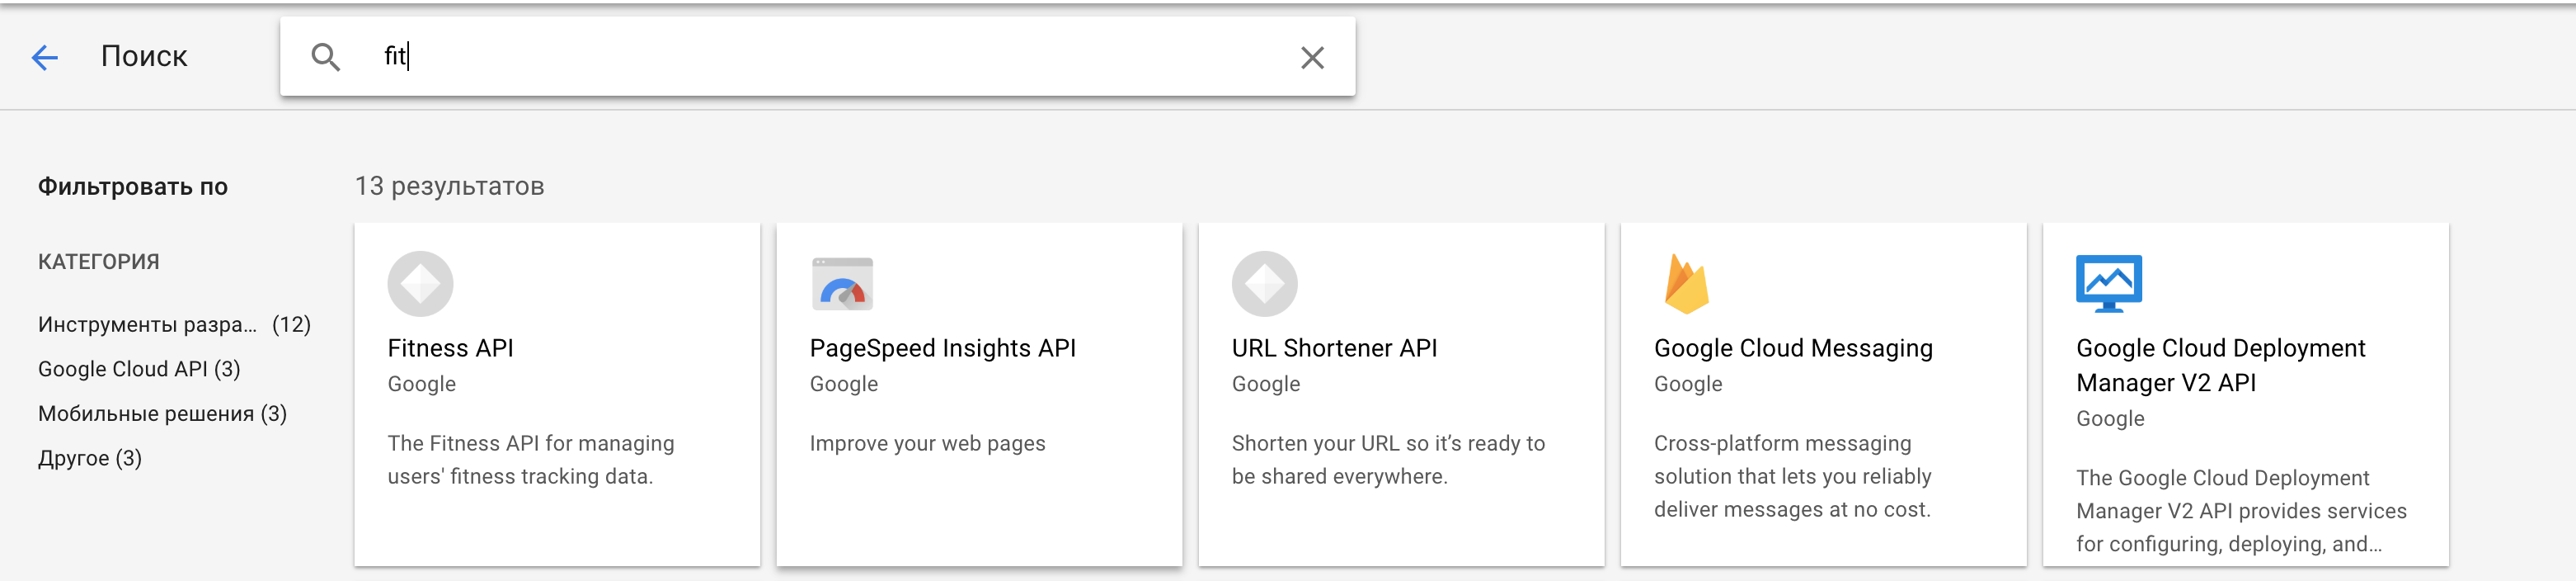 Поиск
fit
Фильтровать по
13 результатов
КАТЕГОРИЯ
Инструменты разра... (12)
Google Cloud API (3)
Мобильные решения (3)
Другое (3)
Fitness API
Google
The Fitness API for managing
users' fitness tracking data.
PageSpeed Insights API
Google
Improve your web pages
URL Shortener API
Google
Shorten your URL so it’s ready to
be shared everywhere.
Google Cloud Messaging
Google
Cross-platform messaging
solution that lets you reliably
deliver messages at no cost.
Google Cloud Deployment
Manager V2 API
Google
The Google Cloud Deployment
Manager V2 API provides services
for configuring, deploying, and...